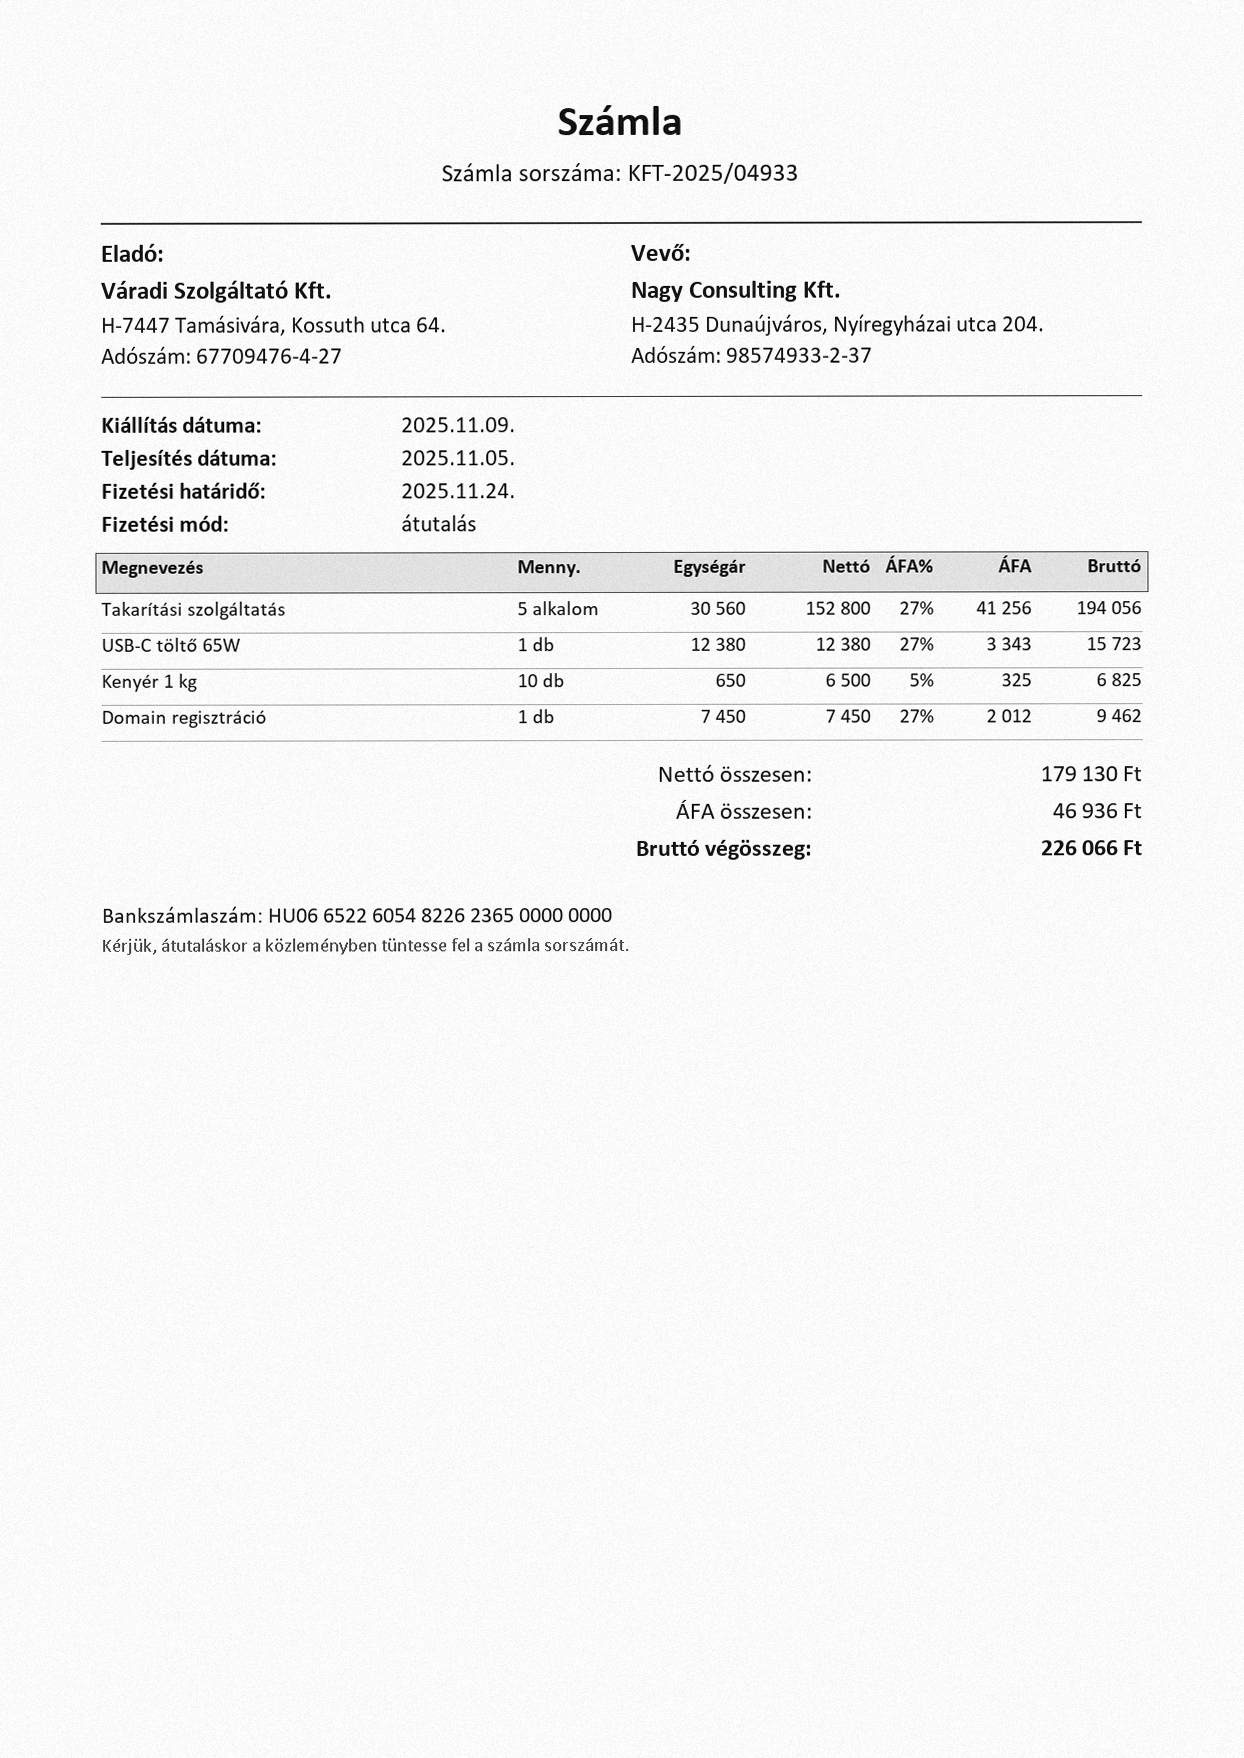 Számla
Számla sorszáma: KFT-2025/04933
Eladó:
Váradi Szolgáltató Kft.
H-7447 Tamásivára, Kossuth utca 64.
Adószám: 67709476-4-27
Vevő:
Nagy Consulting Kft.
H-2435 Dunaújváros, Nyíregyházai utca 204.
Adószám: 98574933-2-37
Kiállítás dátuma: 2025.11.09.
Teljesítés dátuma: 2025.11.05.
Fizetési határidő: 2025.11.24.
Fizetési mód: átutalás
Megnevezés Menny. Egységár Nettó ÁFA% ÁFA Bruttó
Takarítási szolgáltatás 5 alkalom 30 560 152 800 27% 41 256 194 056
USB-C töltő 65W 1 db 12 380 12 380 27% 3 343 15 723
Kenyér 1 kg 10 db 650 6 500 5% 325 6 825
Domain regisztráció 1 db 7 450 7 450 27% 2 012 9 462
Nettó összesen: 179 130 Ft
ÁFA összesen: 46 936 Ft
Bruttó végösszeg: 226 066 Ft
Bankszámlaszám: HU06 6522 6054 8226 2365 0000 0000
Kérjük, átutaláskor a közleményben tüntesse fel a számla sorszámát.